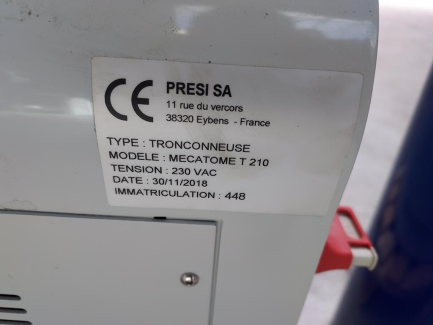 CE PRESI SA
11 rue du vercors
38320 Eybens - France
TYPE : TRONCONNEUSE
MODELE : MECATOME T 210
TENSION : 230 VAC
DATE : 30/11/2018
IMMATRICULATION : 448